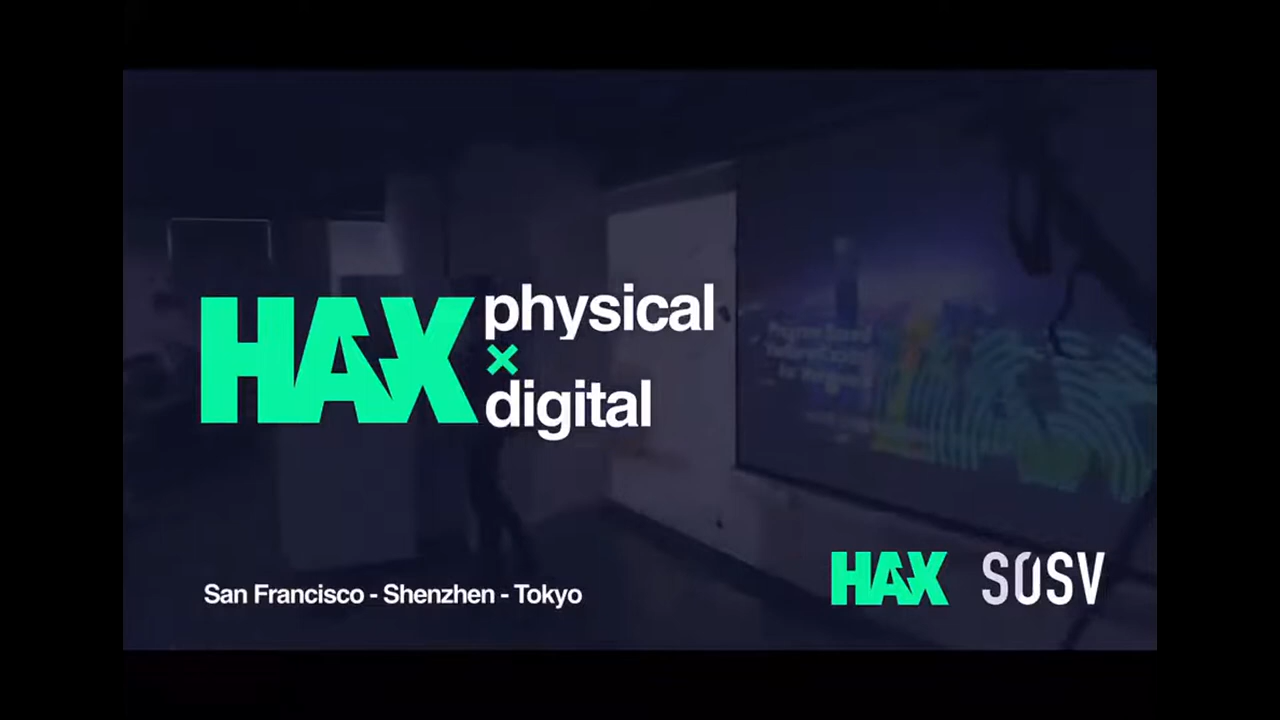 HAX
physical
×
digital
San Francisco - Shenzhen - Tokyo
HAX SOSV